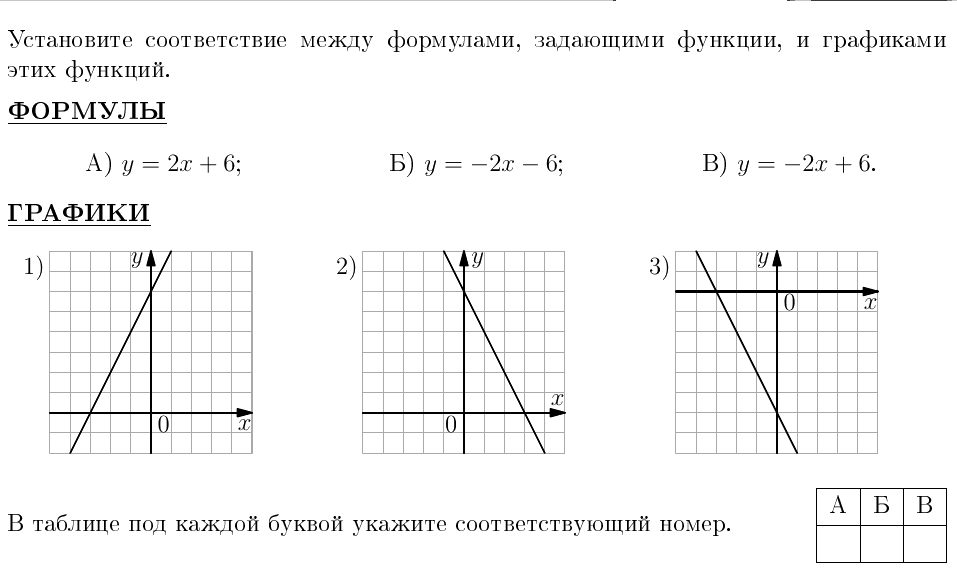 Установите соответствие между формулами, задающими функции, и графиками
этих функций.
ФОРМУЛЫ
А) y = 2x + 6; Б) y = −2x − 6; В) y = −2x + 6.
ГРАФИКИ
1) y 0 x
2) y 0 x
3) y 0 x
В таблице под каждой буквой укажите соответствующий номер.
А Б В